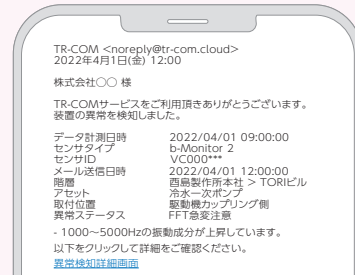 TR-COM <noreply@tr-com.cloud>
2022年4月1日(金) 12:00
株式会社○○ 様
TR-COMサービスをご利用頂きありがとうございます。
装置の異常を検知しました。
データ計測日時 2022/04/01 09:00:00
センサタイプ b-Monitor 2
センサID VC000***
メール送信日時 2022/04/01 12:00:00
階層 酉島製作所本社 > TORIビル
アセット 冷水一次ポンプ
取付位置 駆動機カップリング側
異常ステータス FFT急変注意
- 1000～5000Hzの振動成分が上昇しています。
以下をクリックして詳細をご確認ください。
異常検知詳細画面